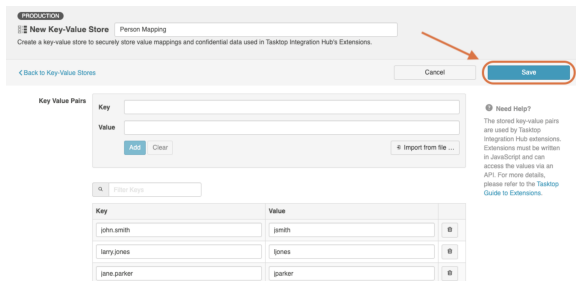 PRODUCTION
New Key-Value Store Person Mapping
Create a key-value store to securely store value mappings and confidential data used in Tasktop Integration Hub's Extensions.
Back to Key-Value Stores Cancel Save
Key Value Pairs
Key
Value
Add Clear Import from file ...
Need Help?
The stored key-value pairs
are used by Tasktop
Integration Hub extensions.
Extensions must be written
in JavaScript and can
access the values via an
API. For more details,
please refer to the Tasktop
Guide to Extensions.
Filter Keys
Key Value
john.smith jsmith
larry.jones ljones
jane.parker jparker